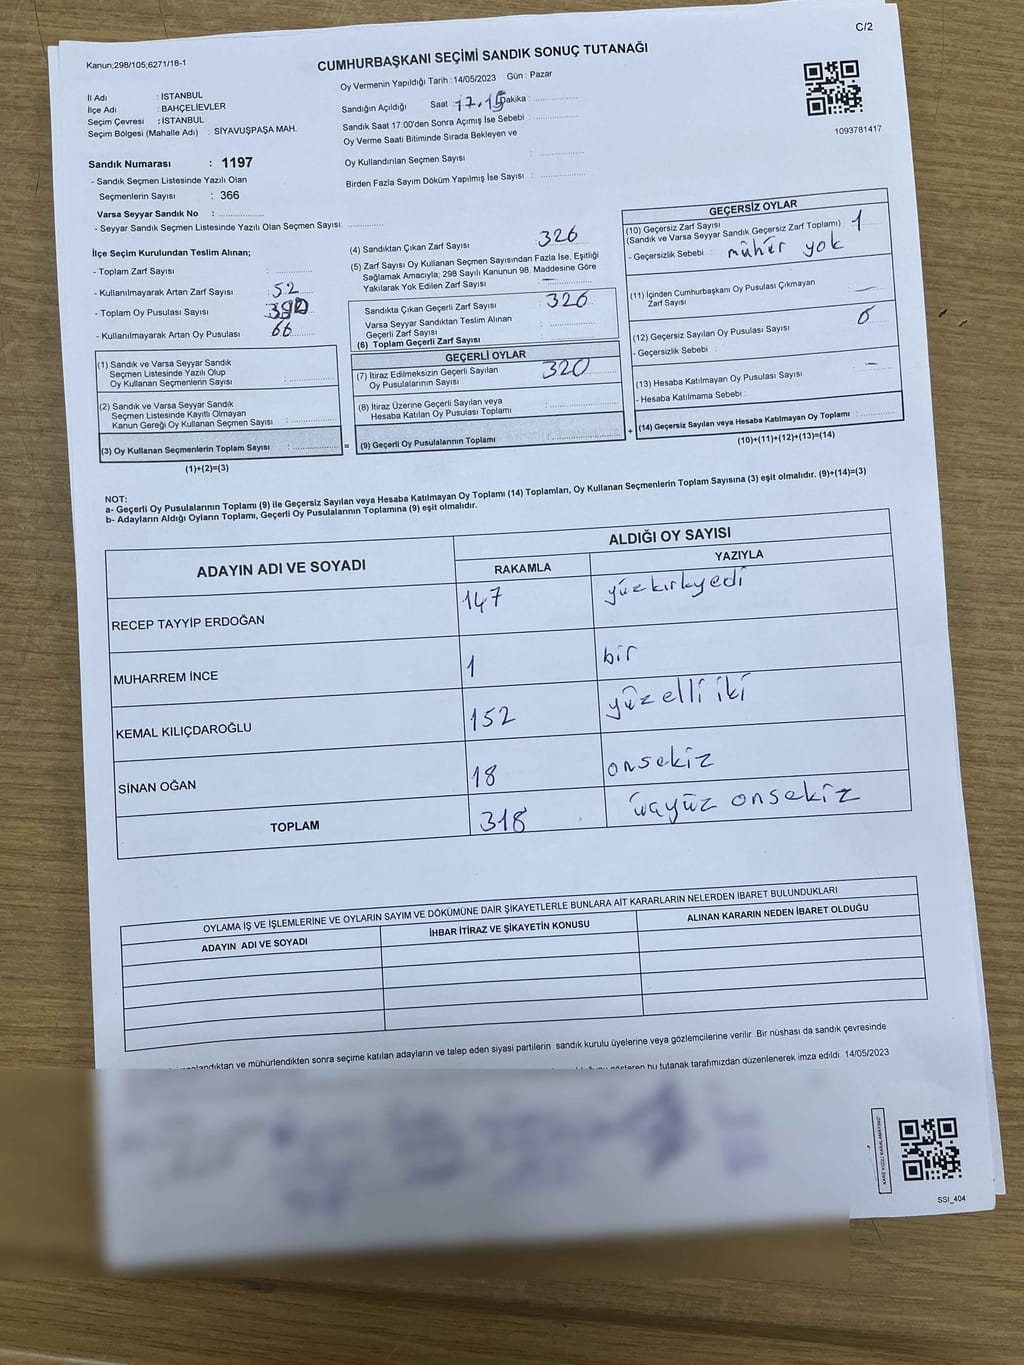 C/2
Kanun;298/105,6271/18-1
CUMHURBAŞKANI SEÇİMİ SANDIK SONUÇ TUTANAĞI
Oy Vermenin Yapıldığı Tarih : 14/05/2023 Gün : Pazar
İl Adı : İSTANBUL
İlçe Adı : BAHÇELİEVLER
Seçim Çevresi : İSTANBUL
Seçim Bölgesi (Mahalle Adı) : SİYAVUŞPAŞA MAH.
Sandığın Açıldığı Saat 17.15 Dakika :
Sandık Saat 17:00'den Sonra Açımış İse Sebebi :
Oy Verme Saati Bitiminde Sırada Bekleyen ve
Oy Kullandırılan Seçmen Sayısı :
Birden Fazla Sayım Döküm Yapılmış İse Sayısı :
1093781417
Sandık Numarası : 1197
- Sandık Seçmen Listesinde Yazılı Olan
Seçmenlerin Sayısı : 366
Varsa Seyyar Sandık No :
- Seyyar Sandık Seçmen Listesinde Yazılı Olan Seçmen Sayısı:
İlçe Seçim Kurulundan Teslim Alınan;
- Toplam Zarf Sayısı :
- Kullanılmayarak Artan Zarf Sayısı : 52
- Toplam Oy Pusulası Sayısı :
- Kullanılmayarak Artan Oy Pusulası : 66
(1) Sandık ve Varsa Seyyar Sandık
Seçmen Listesinde Yazılı Olup
Oy Kullanan Seçmenlerin Sayısı :
(2) Sandık ve Varsa Seyyar Sandık
Seçmen Listesinde Kayıtlı Olmayan
Kanun Gereği Oy Kullanan Seçmen Sayısı :
(3) Oy Kullanan Seçmenlerin Toplam Sayısı :
(1)+(2)=(3)
(4) Sandıktan Çıkan Zarf Sayısı : 326
(5) Zarf Sayısı Oy Kullanan Seçmen Sayısından Fazla İse, Eşitliği
Sağlamak Amacıyla; 298 Sayılı Kanunun 98. Maddesine Göre
Yakılarak Yok Edilen Zarf Sayısı : —
Sandıkta Çıkan Geçerli Zarf Sayısı : 326
Varsa Seyyar Sandıktan Teslim Alınan
Geçerli Zarf Sayısı :
(6) Toplam Geçerli Zarf Sayısı
GEÇERLİ OYLAR
(7) İtiraz Edilmeksizin Geçerli Sayılan
Oy Pusulalarının Sayısı : 320
(8) İtiraz Üzerine Geçerli Sayılan veya
Hesaba Katılan Oy Pusulası Toplamı :
= (9) Geçerli Oy Pusulalarının Toplamı :
GEÇERSİZ OYLAR
(10) Geçersiz Zarf Sayısı
(Sandık ve Varsa Seyyar Sandık Geçersiz Zarf Toplamı) : 1
- Geçersizlik Sebebi : mühür yok
(11) İçinden Cumhurbaşkanı Oy Pusulası Çıkmayan
Zarf Sayısı : —
(12) Geçersiz Sayılan Oy Pusulası Sayısı : 0
- Geçersizlik Sebebi :
(13) Hesaba Katılmayan Oy Pusulası Sayısı : —
- Hesaba Katılmama Sebebi :
+ (14) Geçersiz Sayılan veya Hesaba Katılmayan Oy Toplamı :
(10)+(11)+(12)+(13)=(14)
NOT:
a- Geçerli Oy Pusulalarının Toplamı (9) ile Geçersiz Sayılan veya Hesaba Katılmayan Oy Toplamı (14) Toplamları, Oy Kullanan Seçmenlerin Toplam Sayısına (3) eşit olmalıdır. (9)+(14)=(3)
b- Adayların Aldığı Oyların Toplamı, Geçerli Oy Pusulalarının Toplamına (9) eşit olmalıdır.
ADAYIN ADI VE SOYADI ALDIĞI OY SAYISI
RAKAMLA YAZIYLA
RECEP TAYYİP ERDOĞAN 147 yüzkırkyedi
MUHARREM İNCE 1 bir
KEMAL KILIÇDAROĞLU 152 yüz elli iki
SİNAN OĞAN 18 onsekiz
TOPLAM 318 üçyüz onsekiz
OYLAMA İŞ VE İŞLEMLERİNE VE OYLARIN SAYIM VE DÖKÜMÜNE DAİR ŞİKAYETLERLE BUNLARA AİT KARARLARIN NELERDEN İBARET BULUNDUKLARI
ADAYIN ADI VE SOYADI İHBAR İTİRAZ VE ŞİKAYETİN KONUSU ALINAN KARARIN NEDEN İBARET OLDUĞU
ve mühürlendikten sonra seçime katılan adayların ve talep eden siyasi partilerin sandık kurulu üyelerine veya gözlemcilerine verilir. Bir nüshası da sandık çevresinde
bu tutanak tarafımızdan düzenlenerek imza edildi. 14/05/2023
SSI_404